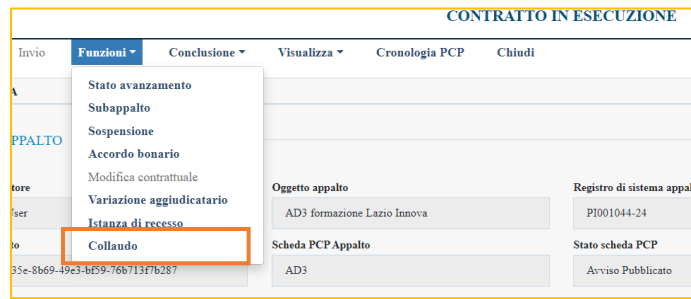 CONTRATTO IN ESECUZIONE
Invio Funzioni Conclusione Visualizza Cronologia PCP Chiudi
Stato avanzamento
Subappalto
Sospensione
Accordo bonario
Modifica contrattuale
Variazione aggiudicatario
Istanza di recesso
Collaudo
A
PPALTO
tore Oggetto appalto Registro di sistema appal
User AD3 formazione Lazio Innova PI001044-24
to Scheda PCP Appalto Stato scheda PCP
35e-8b69-49e3-bf59-76b713f7b287 AD3 Avviso Pubblicato